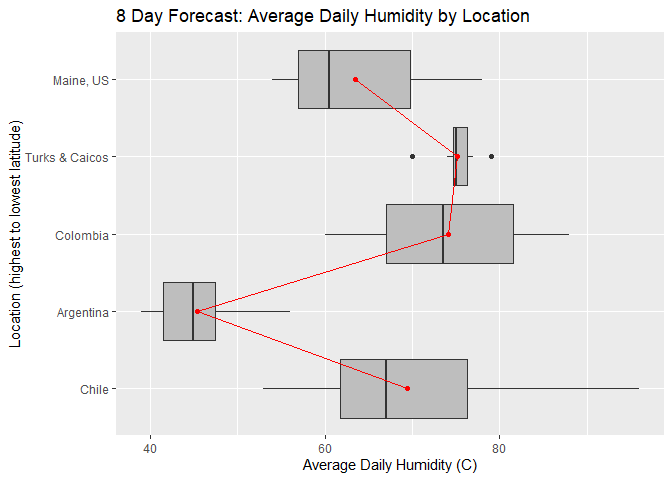 8 Day Forecast: Average Daily Humidity by Location
Location (highest to lowest latitude)
Maine, US
Turks & Caicos
Colombia
Argentina
Chile
40 60 80
Average Daily Humidity (C)